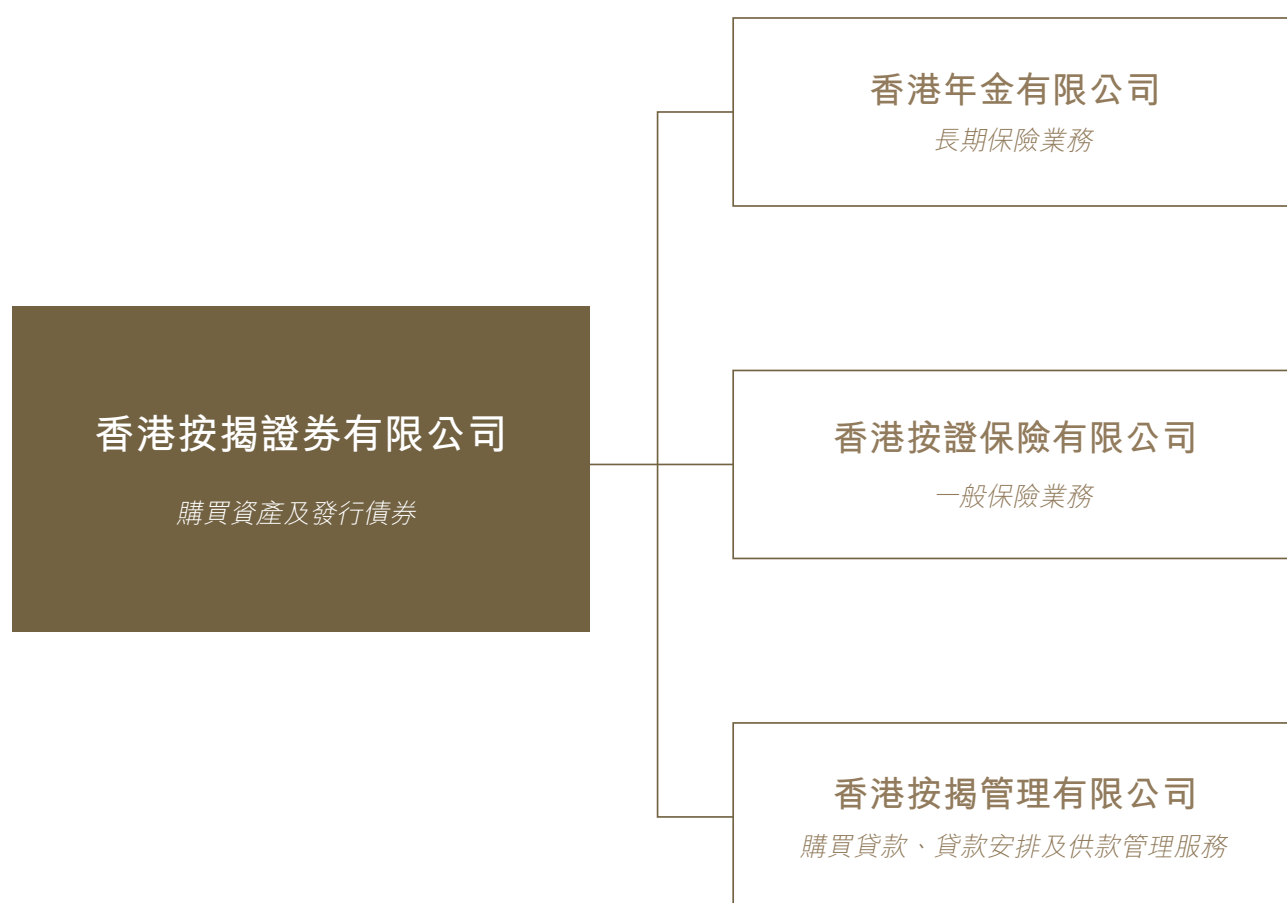 香港年金有限公司
長期保險業務
香港按揭證券有限公司
購買資產及發行債券
香港按證保險有限公司
一般保險業務
香港按揭管理有限公司
購買貸款、貸款安排及供款管理服務